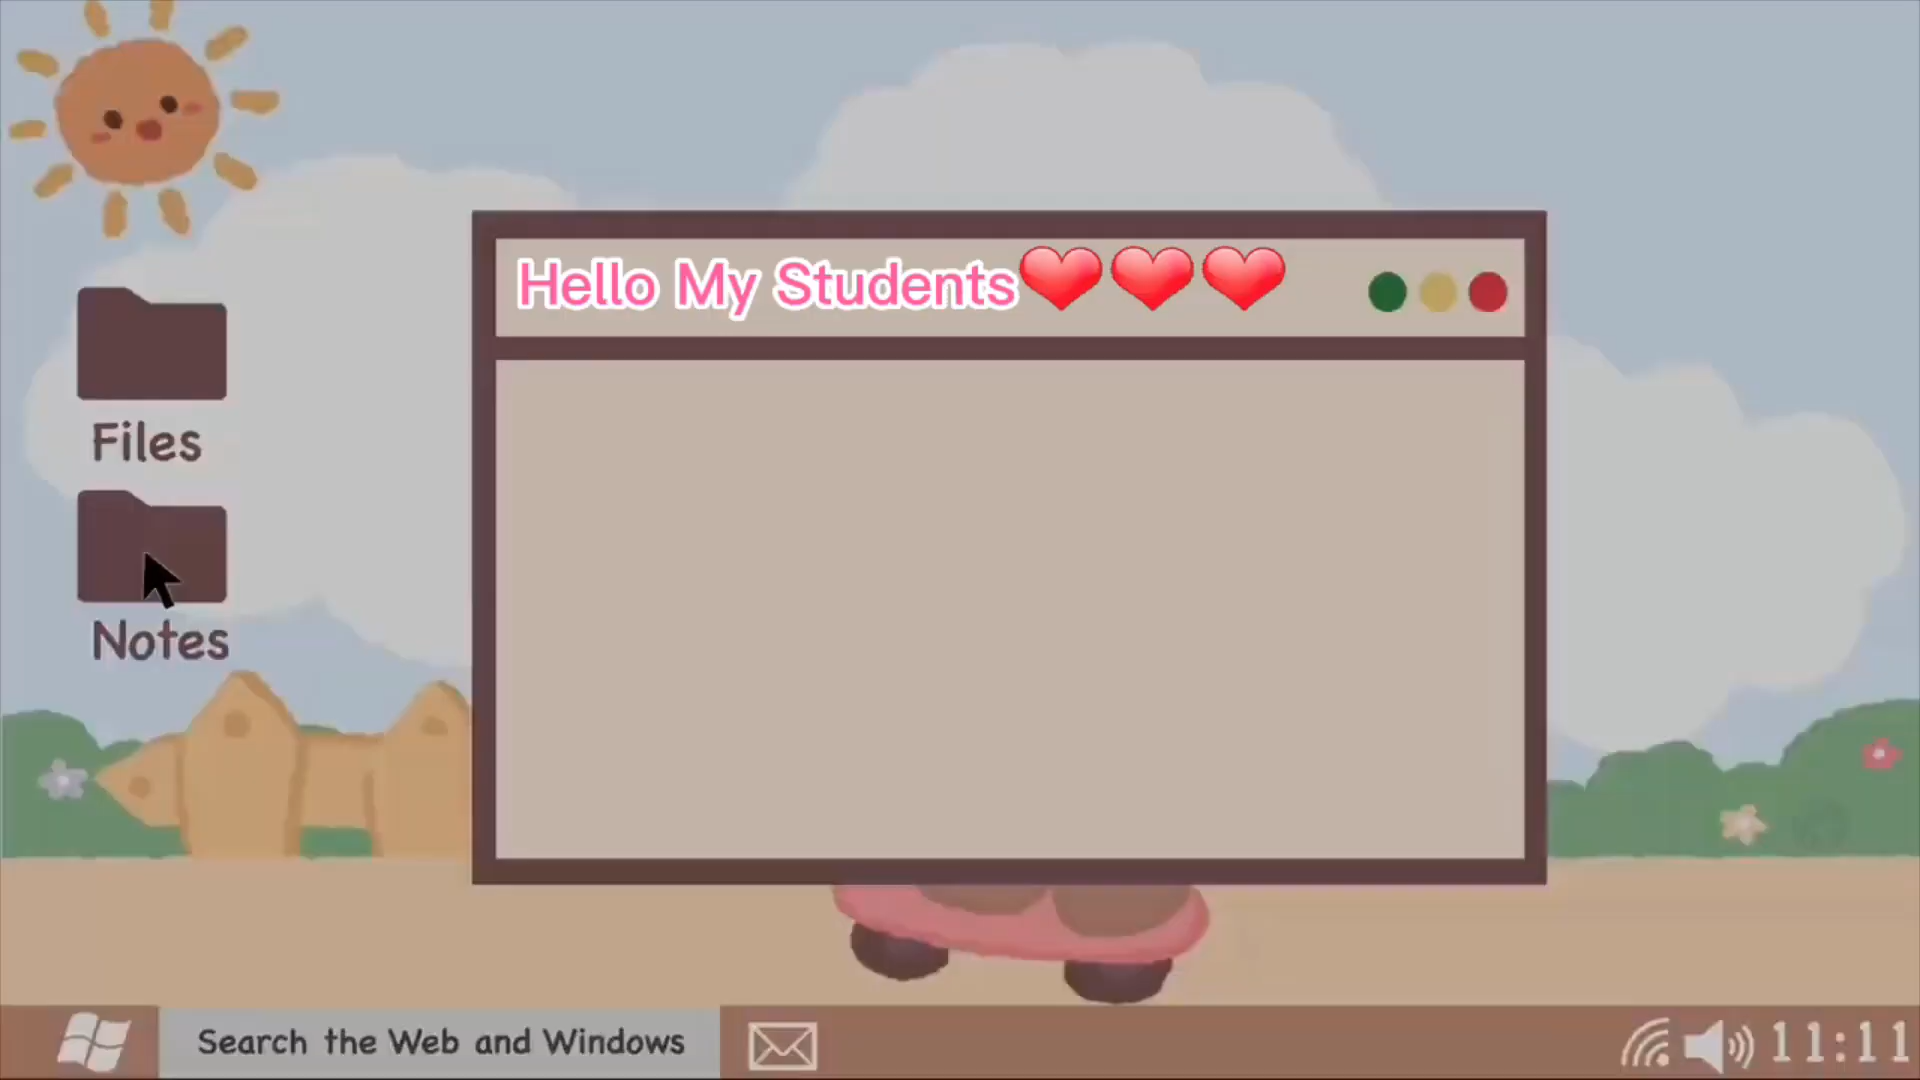 Hello My Students❤️❤️❤️
Files
Notes
Search the Web and Windows
11:11